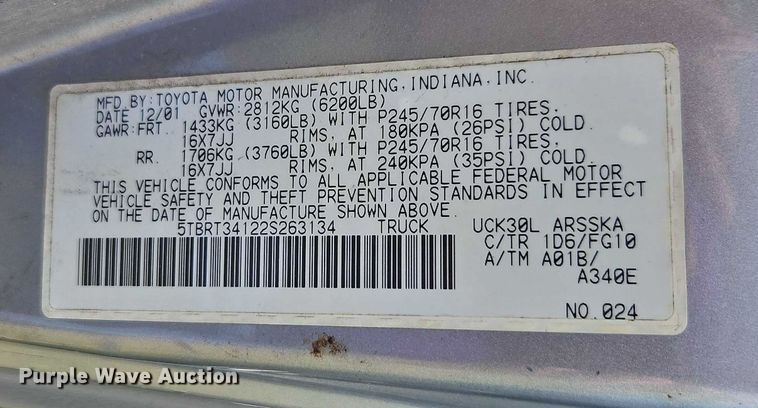 MFD.BY:TOYOTA MOTOR MANUFACTURING,INDIANA,INC.
DATE 12/01 GVWR:2812KG (6200LB)
GAWR:FRT. 1433KG (3160LB) WITH P245/70R16 TIRES,
16X7JJ RIMS, AT 180KPA (26PSI) COLD.
RR. 1706KG (3760LB) WITH P245/70R16 TIRES,
16X7JJ RIMS, AT 240KPA (35PSI) COLD.
THIS VEHICLE CONFORMS TO ALL APPLICABLE FEDERAL MOTOR
VEHICLE SAFETY AND THEFT PREVENTION STANDARDS IN EFFECT
ON THE DATE OF MANUFACTURE SHOWN ABOVE.
5TBRT34122S263134 TRUCK UCK30L ARSSKA
C/TR 1D6/FG10
A/TM A01B/
A340E
NO.024
Purple Wave Auction